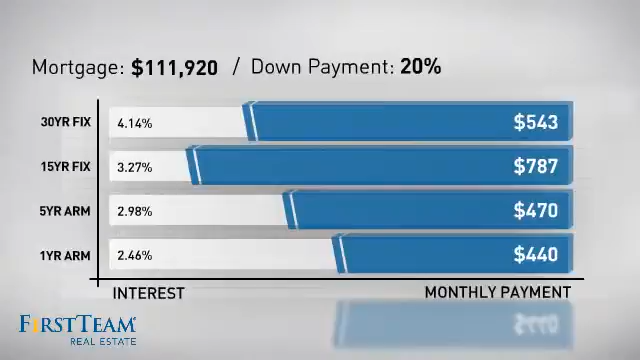 Mortgage: $111,920 / Down Payment: 20%
30YR FIX 4.14% $543
15YR FIX 3.27% $787
5YR ARM 2.98% $470
1YR ARM 2.46% $440
INTEREST MONTHLY PAYMENT
FIRSTTEAM®
REAL ESTATE